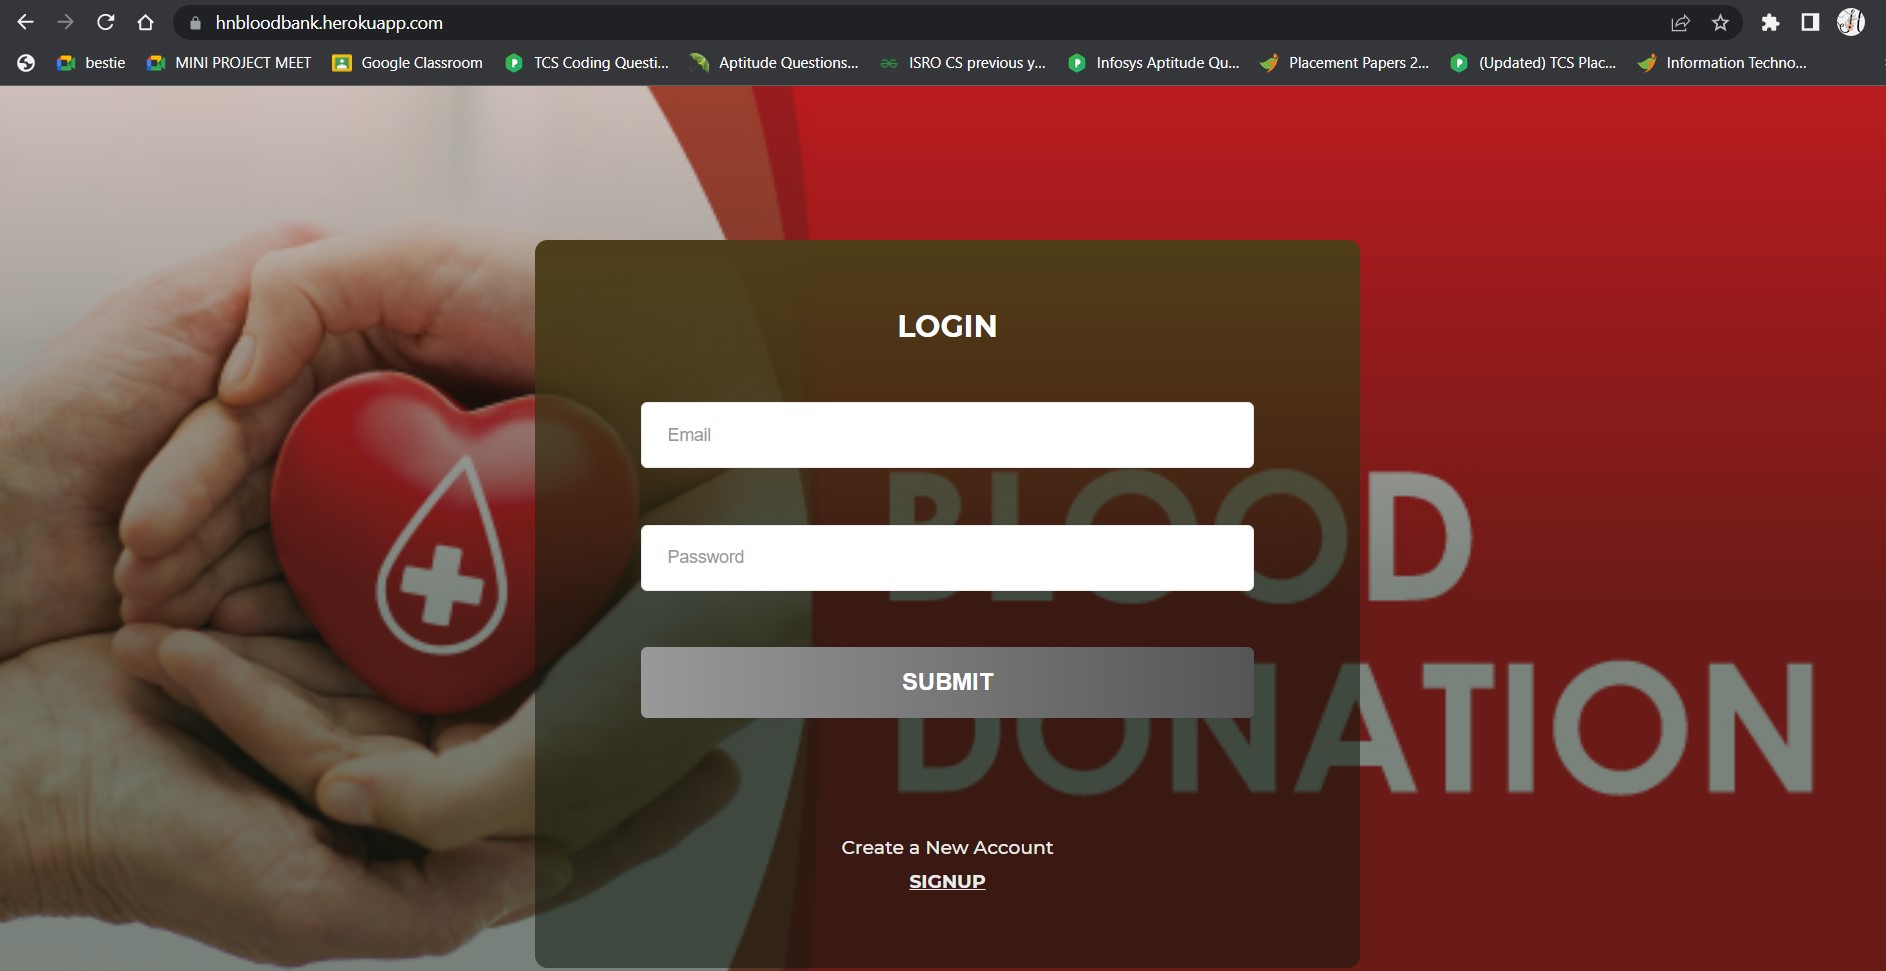 hnbloodbank.herokuapp.com
bestie MINI PROJECT MEET Google Classroom TCS Coding Questi... Aptitude Questions... ISRO CS previous y... Infosys Aptitude Qu... Placement Papers 2... (Updated) TCS Plac... Information Techno...
LOGIN
Email
BLOOD
Password
SUBMIT
DONATION
Create a New Account
SIGNUP